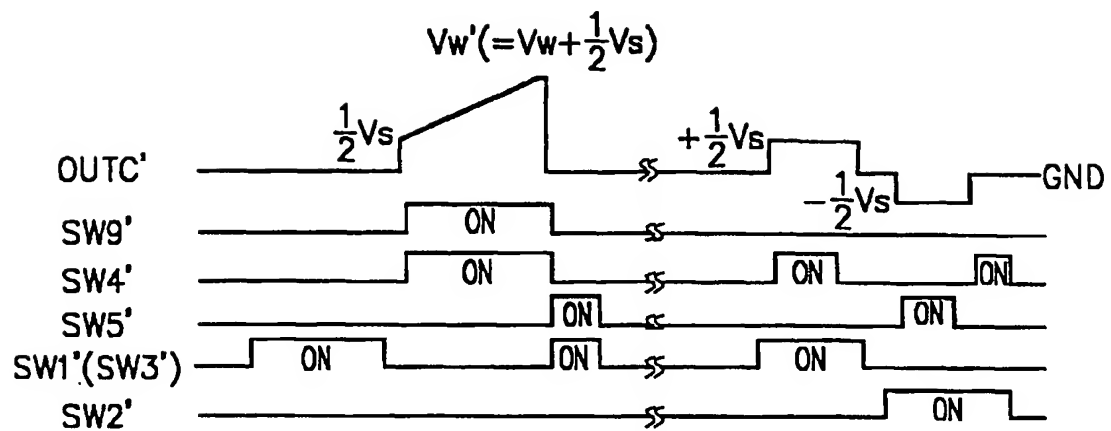 Vw'(=Vw+1/2Vs)
1/2Vs
+1/2Vs
OUTC'
GND
-1/2Vs
SW9'
ON
SW4'
ON
ON
ON
SW5'
ON
ON
SW1'(SW3')
ON
ON
ON
SW2'
ON